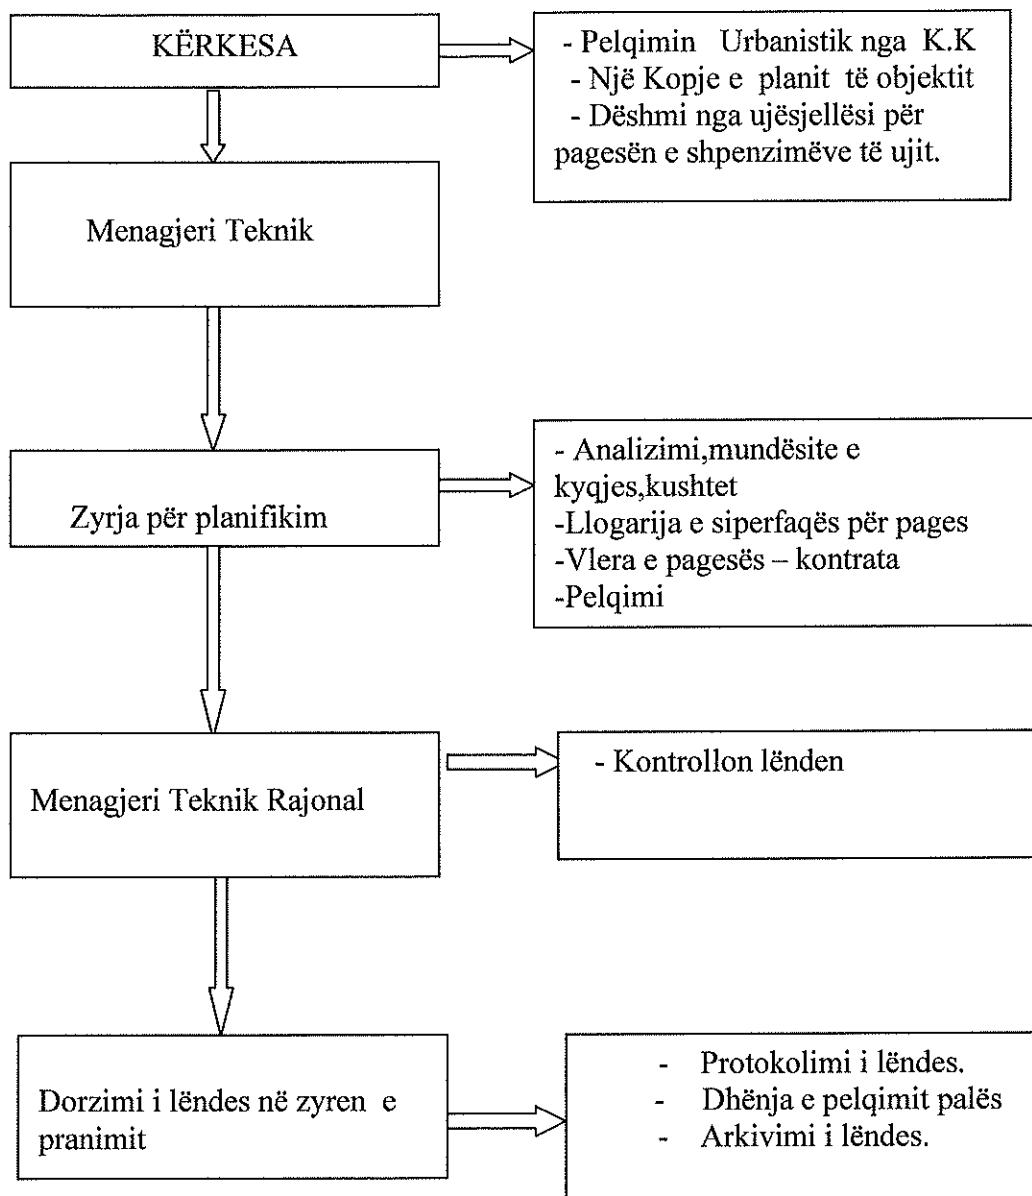 KËRKESA
- Pelqimin Urbanistik nga K.K
- Një Kopje e planit të objektit
- Dëshmi nga ujësjellësi për
pagesën e shpenzimëve të ujit.
Menagjeri Teknik
Zyrja për planifikim
- Analizimi,mundësite e
kyqjes,kushtet
-Llogarija e siperfaqës për pages
-Vlera e pagesës – kontrata
-Pelqimi
Menagjeri Teknik Rajonal
- Kontrollon lënden
Dorzimi i lëndes në zyren e
pranimit
- Protokolimi i lëndes.
- Dhënja e pelqimit palës
- Arkivimi i lëndes.